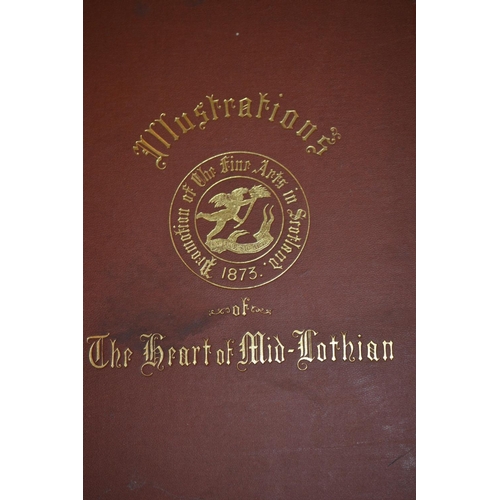 Illustrations
Promotion of The Fine Arts in Scotland
1873.
of
The Heart of Mid-Lothian